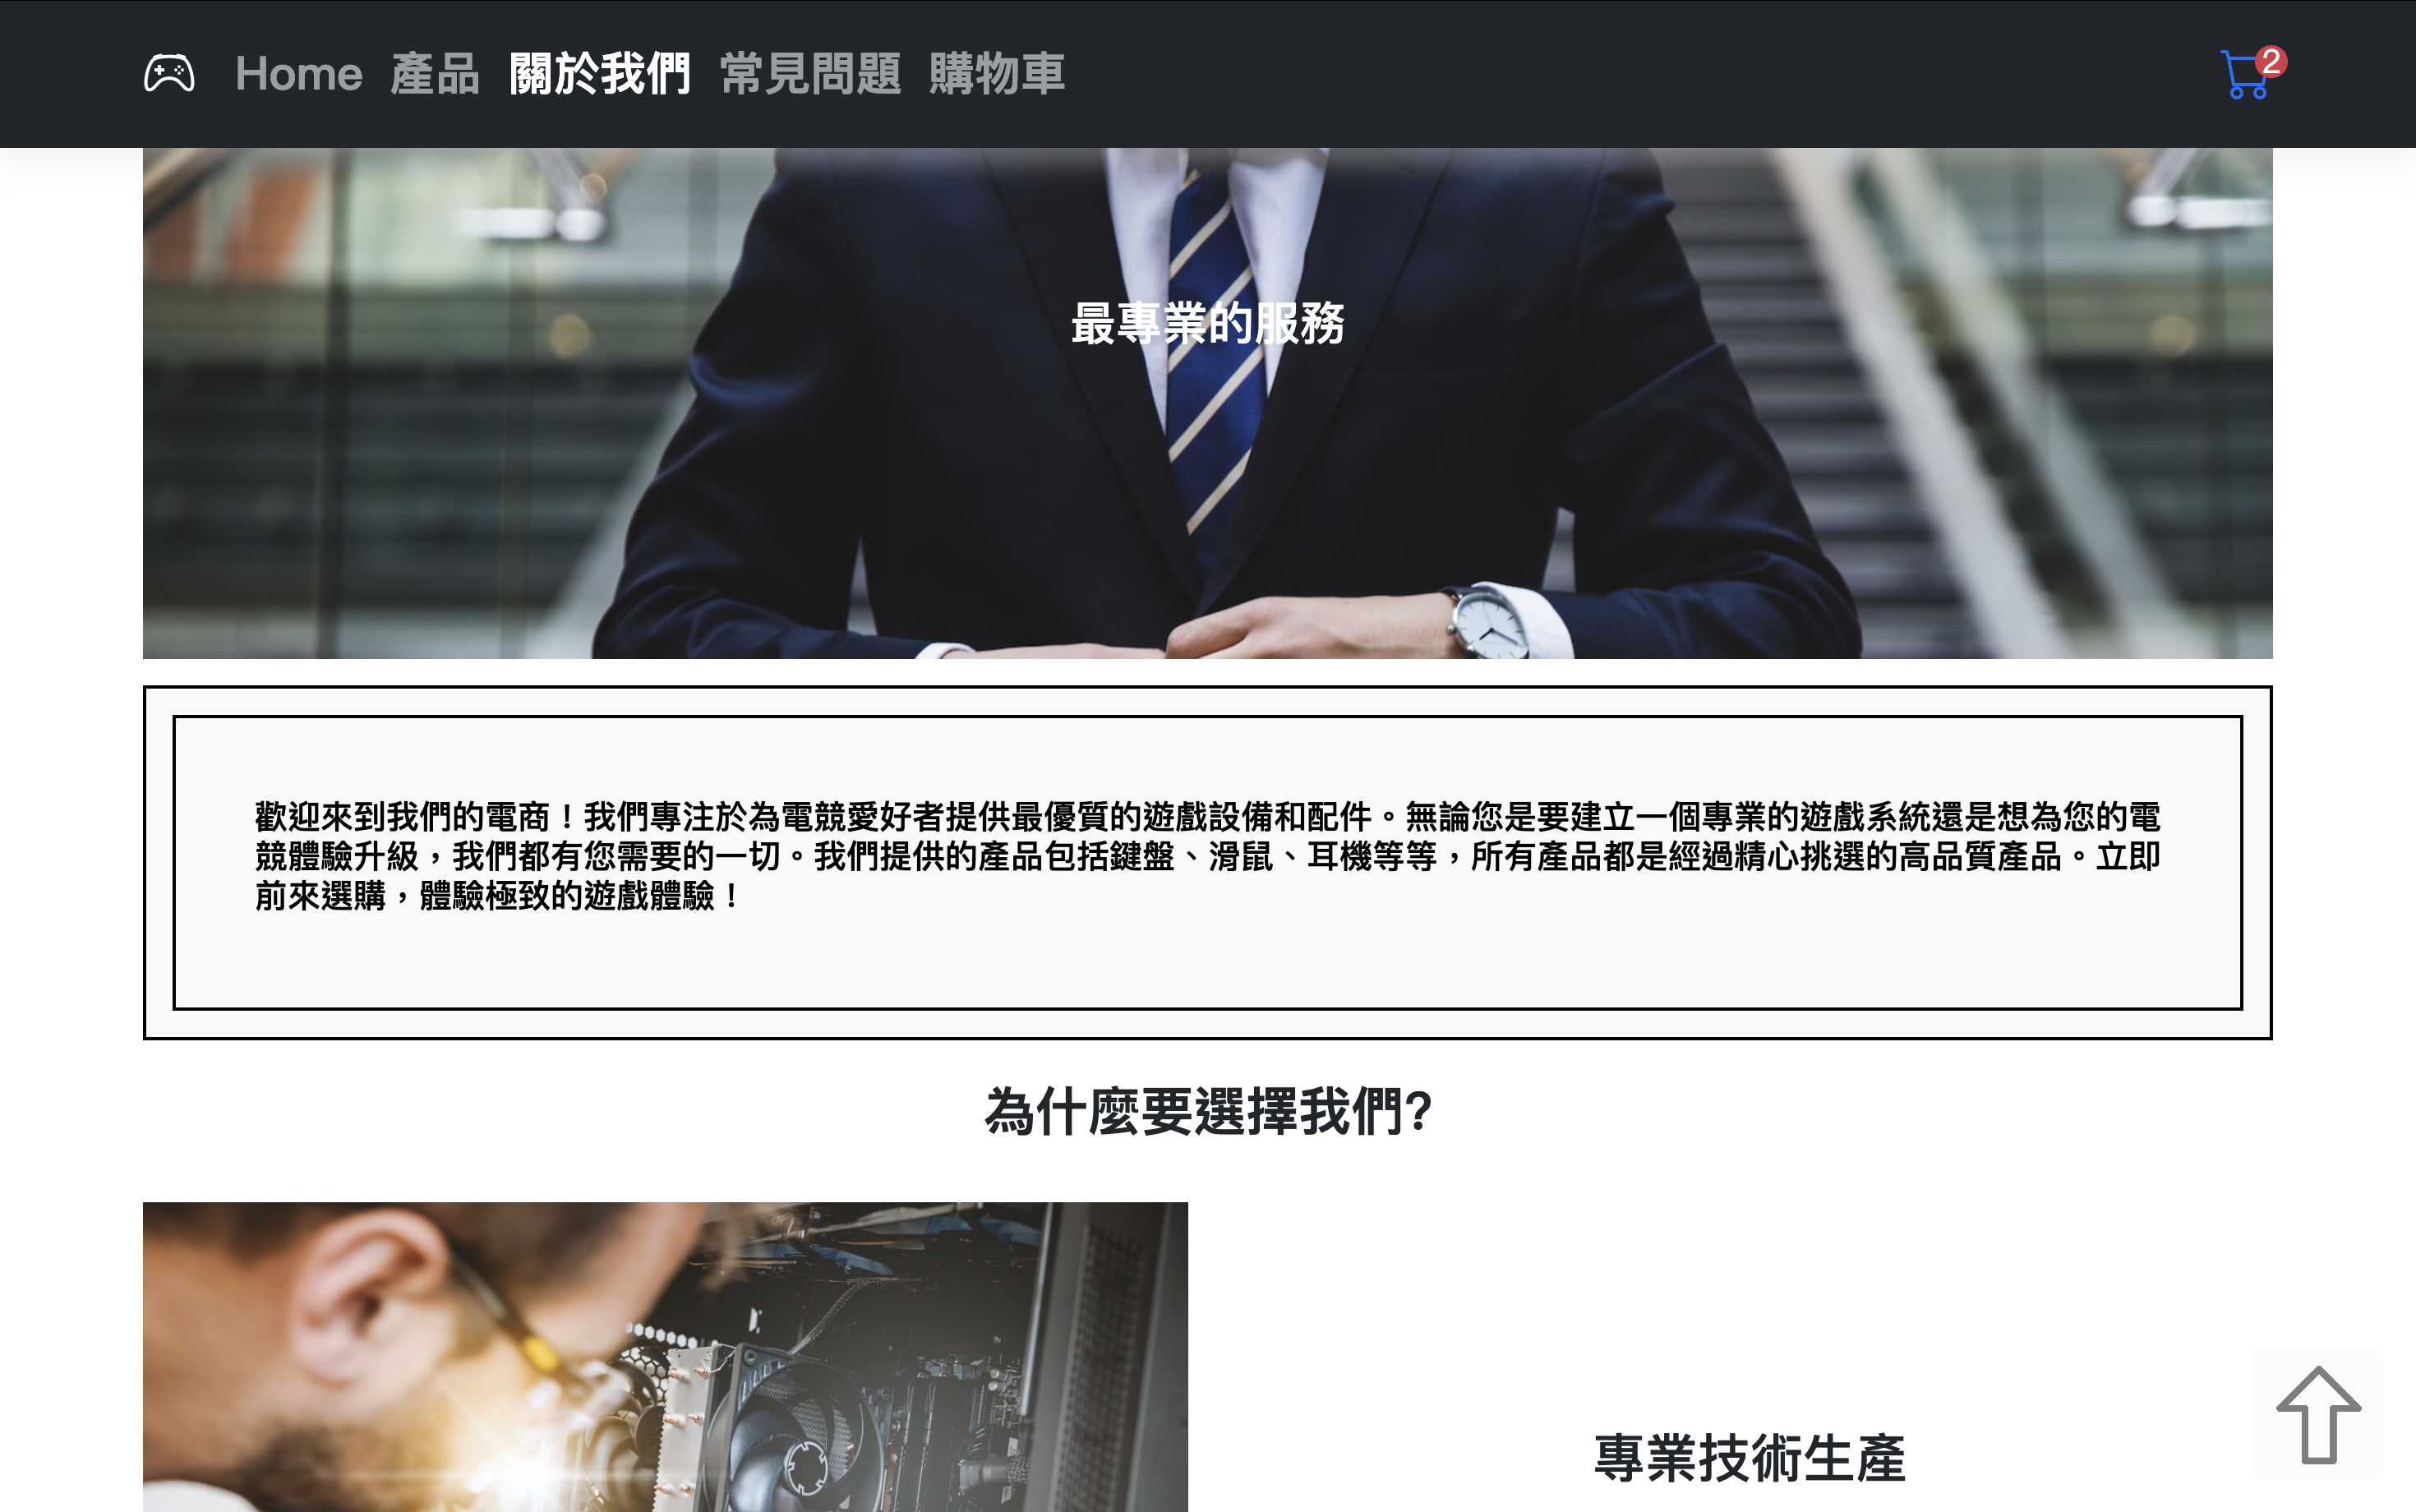 Home 產品 關於我們 常見問題 購物車 2
最專業的服務
歡迎來到我們的電商！我們專注於為電競愛好者提供最優質的遊戲設備和配件。無論您是要建立一個專業的遊戲系統還是想為您的電
競體驗升級，我們都有您需要的一切。我們提供的產品包括鍵盤、滑鼠、耳機等等，所有產品都是經過精心挑選的高品質產品。立即
前來選購，體驗極致的遊戲體驗！
為什麼要選擇我們?
專業技術生產